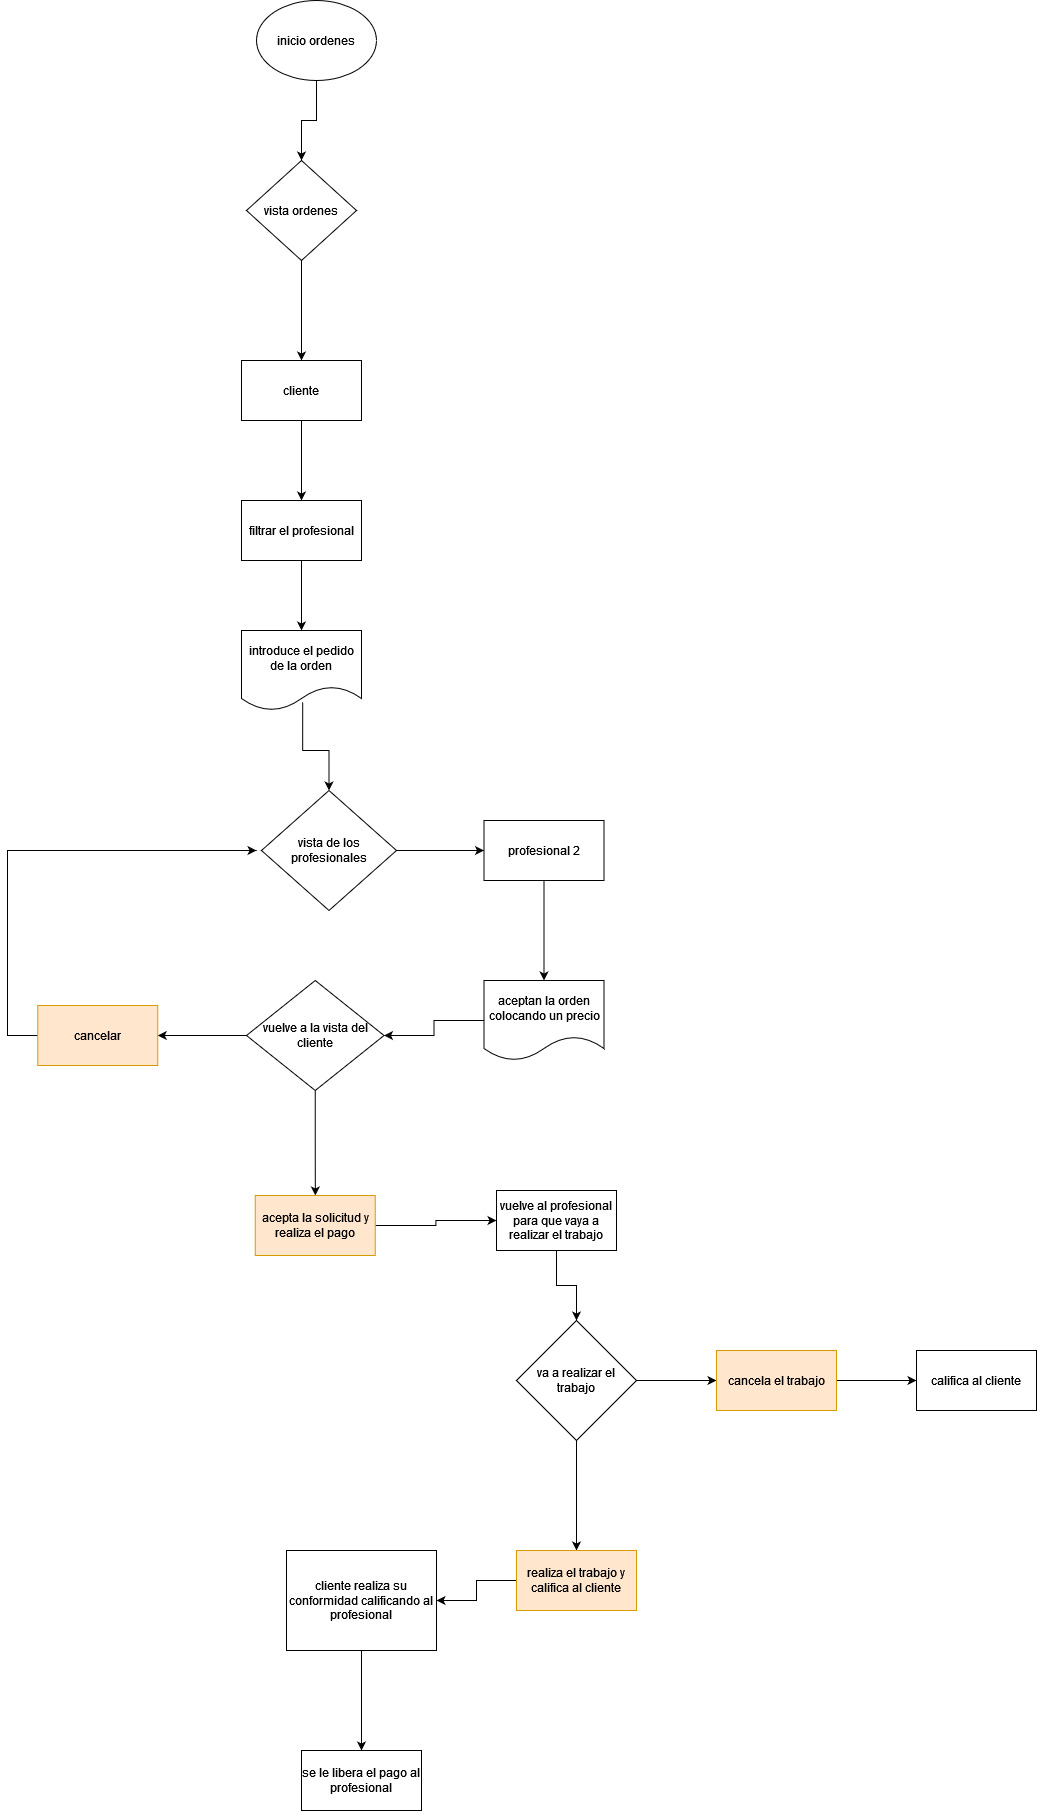 inicio ordenes
vista ordenes
cliente
filtrar el profesional
introduce el pedido
de la orden
vista de los
profesionales
profesional 2
aceptan la orden
colocando un precio
vuelve a la vista del
cliente
cancelar
acepta la solicitud y
realiza el pago
vuelve al profesional
para que vaya a
realizar el trabajo
va a realizar el
trabajo
cancela el trabajo
califica al cliente
realiza el trabajo y
califica al cliente
cliente realiza su
conformidad calificando al
profesional
se le libera el pago al
profesional